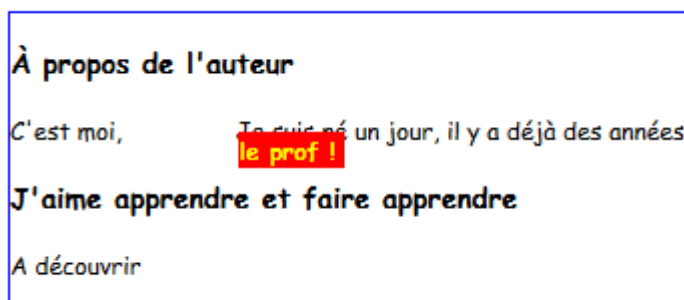 À propos de l'auteur
C'est moi, Je suis né un jour, il y a déjà des années
le prof !
J'aime apprendre et faire apprendre
A découvrir